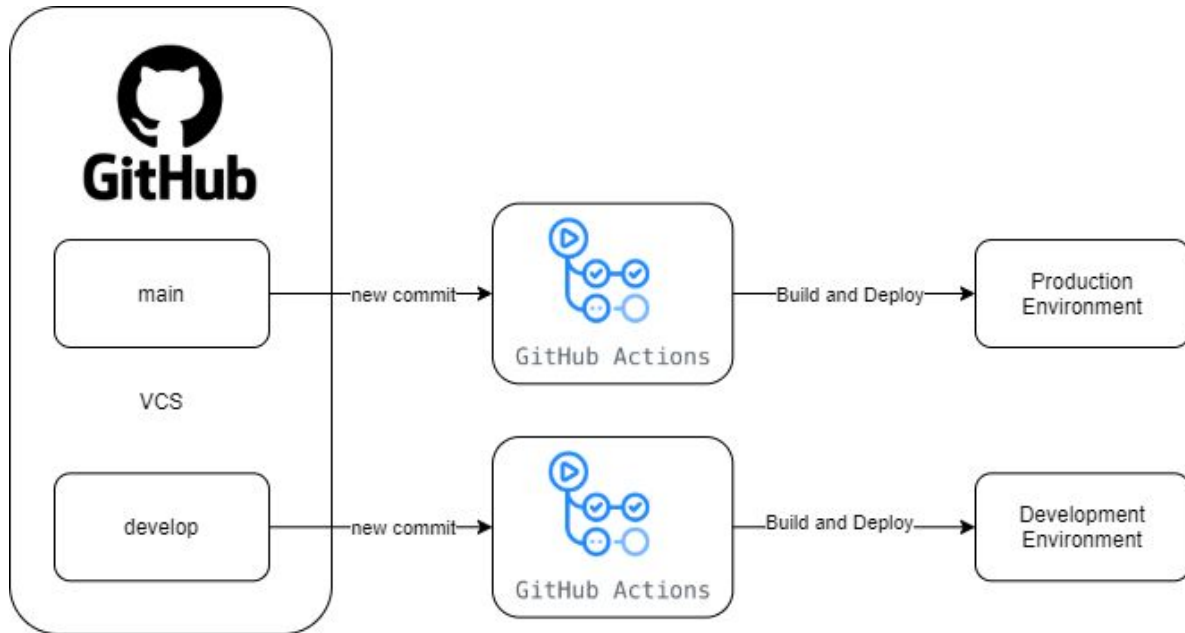 GitHub
main
new commit
GitHub Actions
Build and Deploy
Production
Environment
VCS
develop
new commit
GitHub Actions
Build and Deploy
Development
Environment